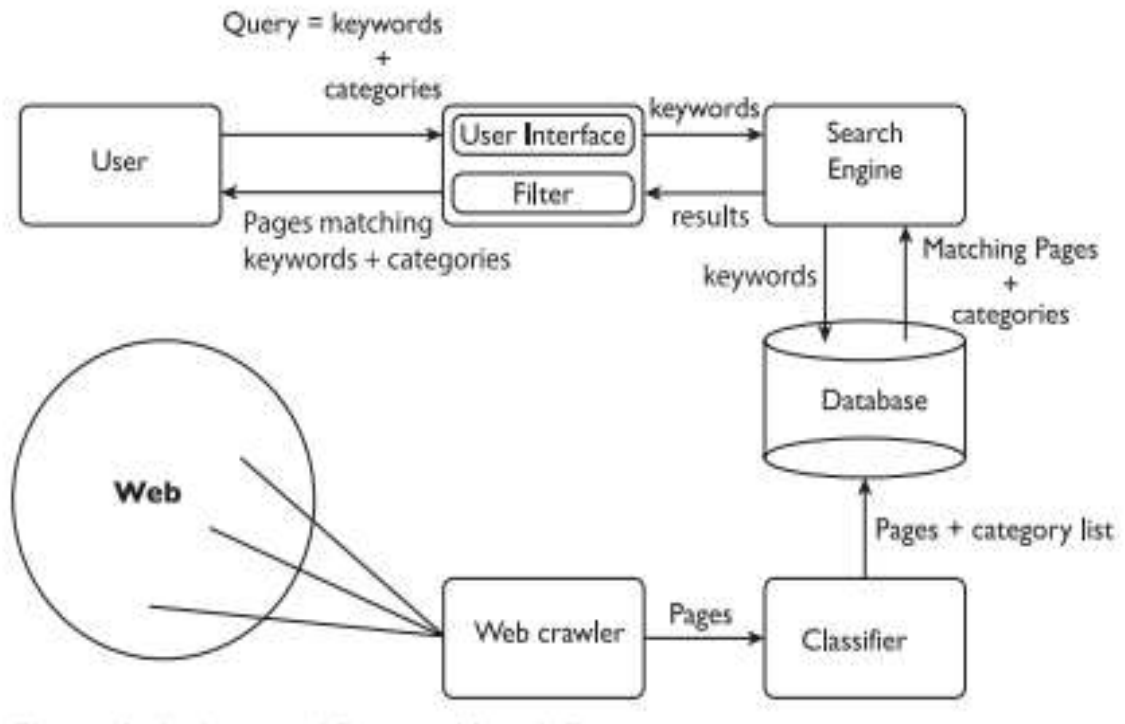 Query = keywords
+
categories
User
User Interface
Filter
keywords
results
Search
Engine
Pages matching
keywords + categories
keywords
Matching Pages
+
categories
Database
Web
Pages + category list
Web crawler
Pages
Classifier